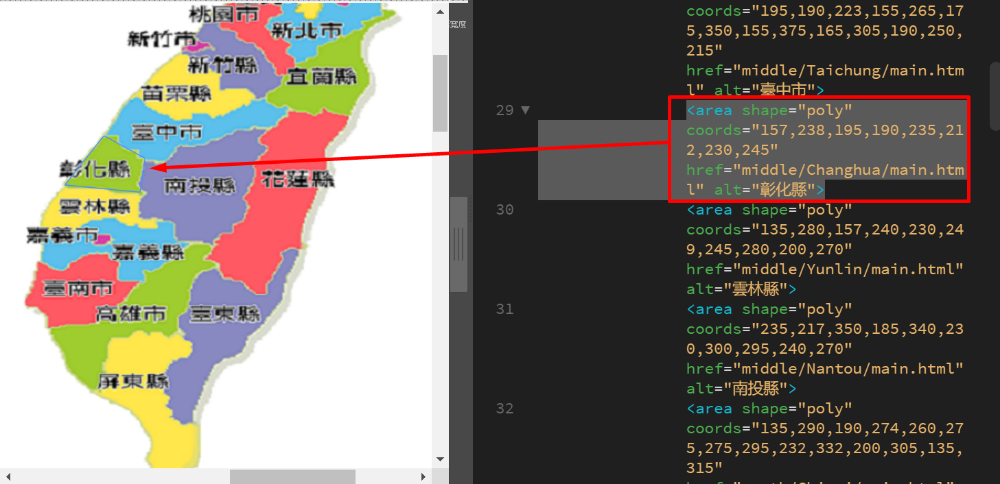 桃園市
新北市
新竹市
新竹縣
宜蘭縣
苗栗縣
臺中市
彰化縣
南投縣
花蓮縣
雲林縣
嘉義市
嘉義縣
臺南市
高雄市
臺東縣
屏東縣
寬度
coords="195,190,223,155,265,17
5,350,155,375,165,305,190,250,
215"
href="middle/Taichung/main.htm
l" alt="臺中市">
29 ▼ <area shape="poly"
coords="157,238,195,190,235,21
2,230,245"
href="middle/Changhua/main.htm
l" alt="彰化縣">
30 <area shape="poly"
coords="135,280,157,240,230,24
9,245,280,200,270"
href="middle/Yunlin/main.html"
alt="雲林縣">
31 <area shape="poly"
coords="235,217,350,185,340,23
0,300,295,240,270"
href="middle/Nantou/main.html"
alt="南投縣">
32 <area shape="poly"
coords="135,290,190,274,260,27
5,275,295,232,332,200,305,135,
315"